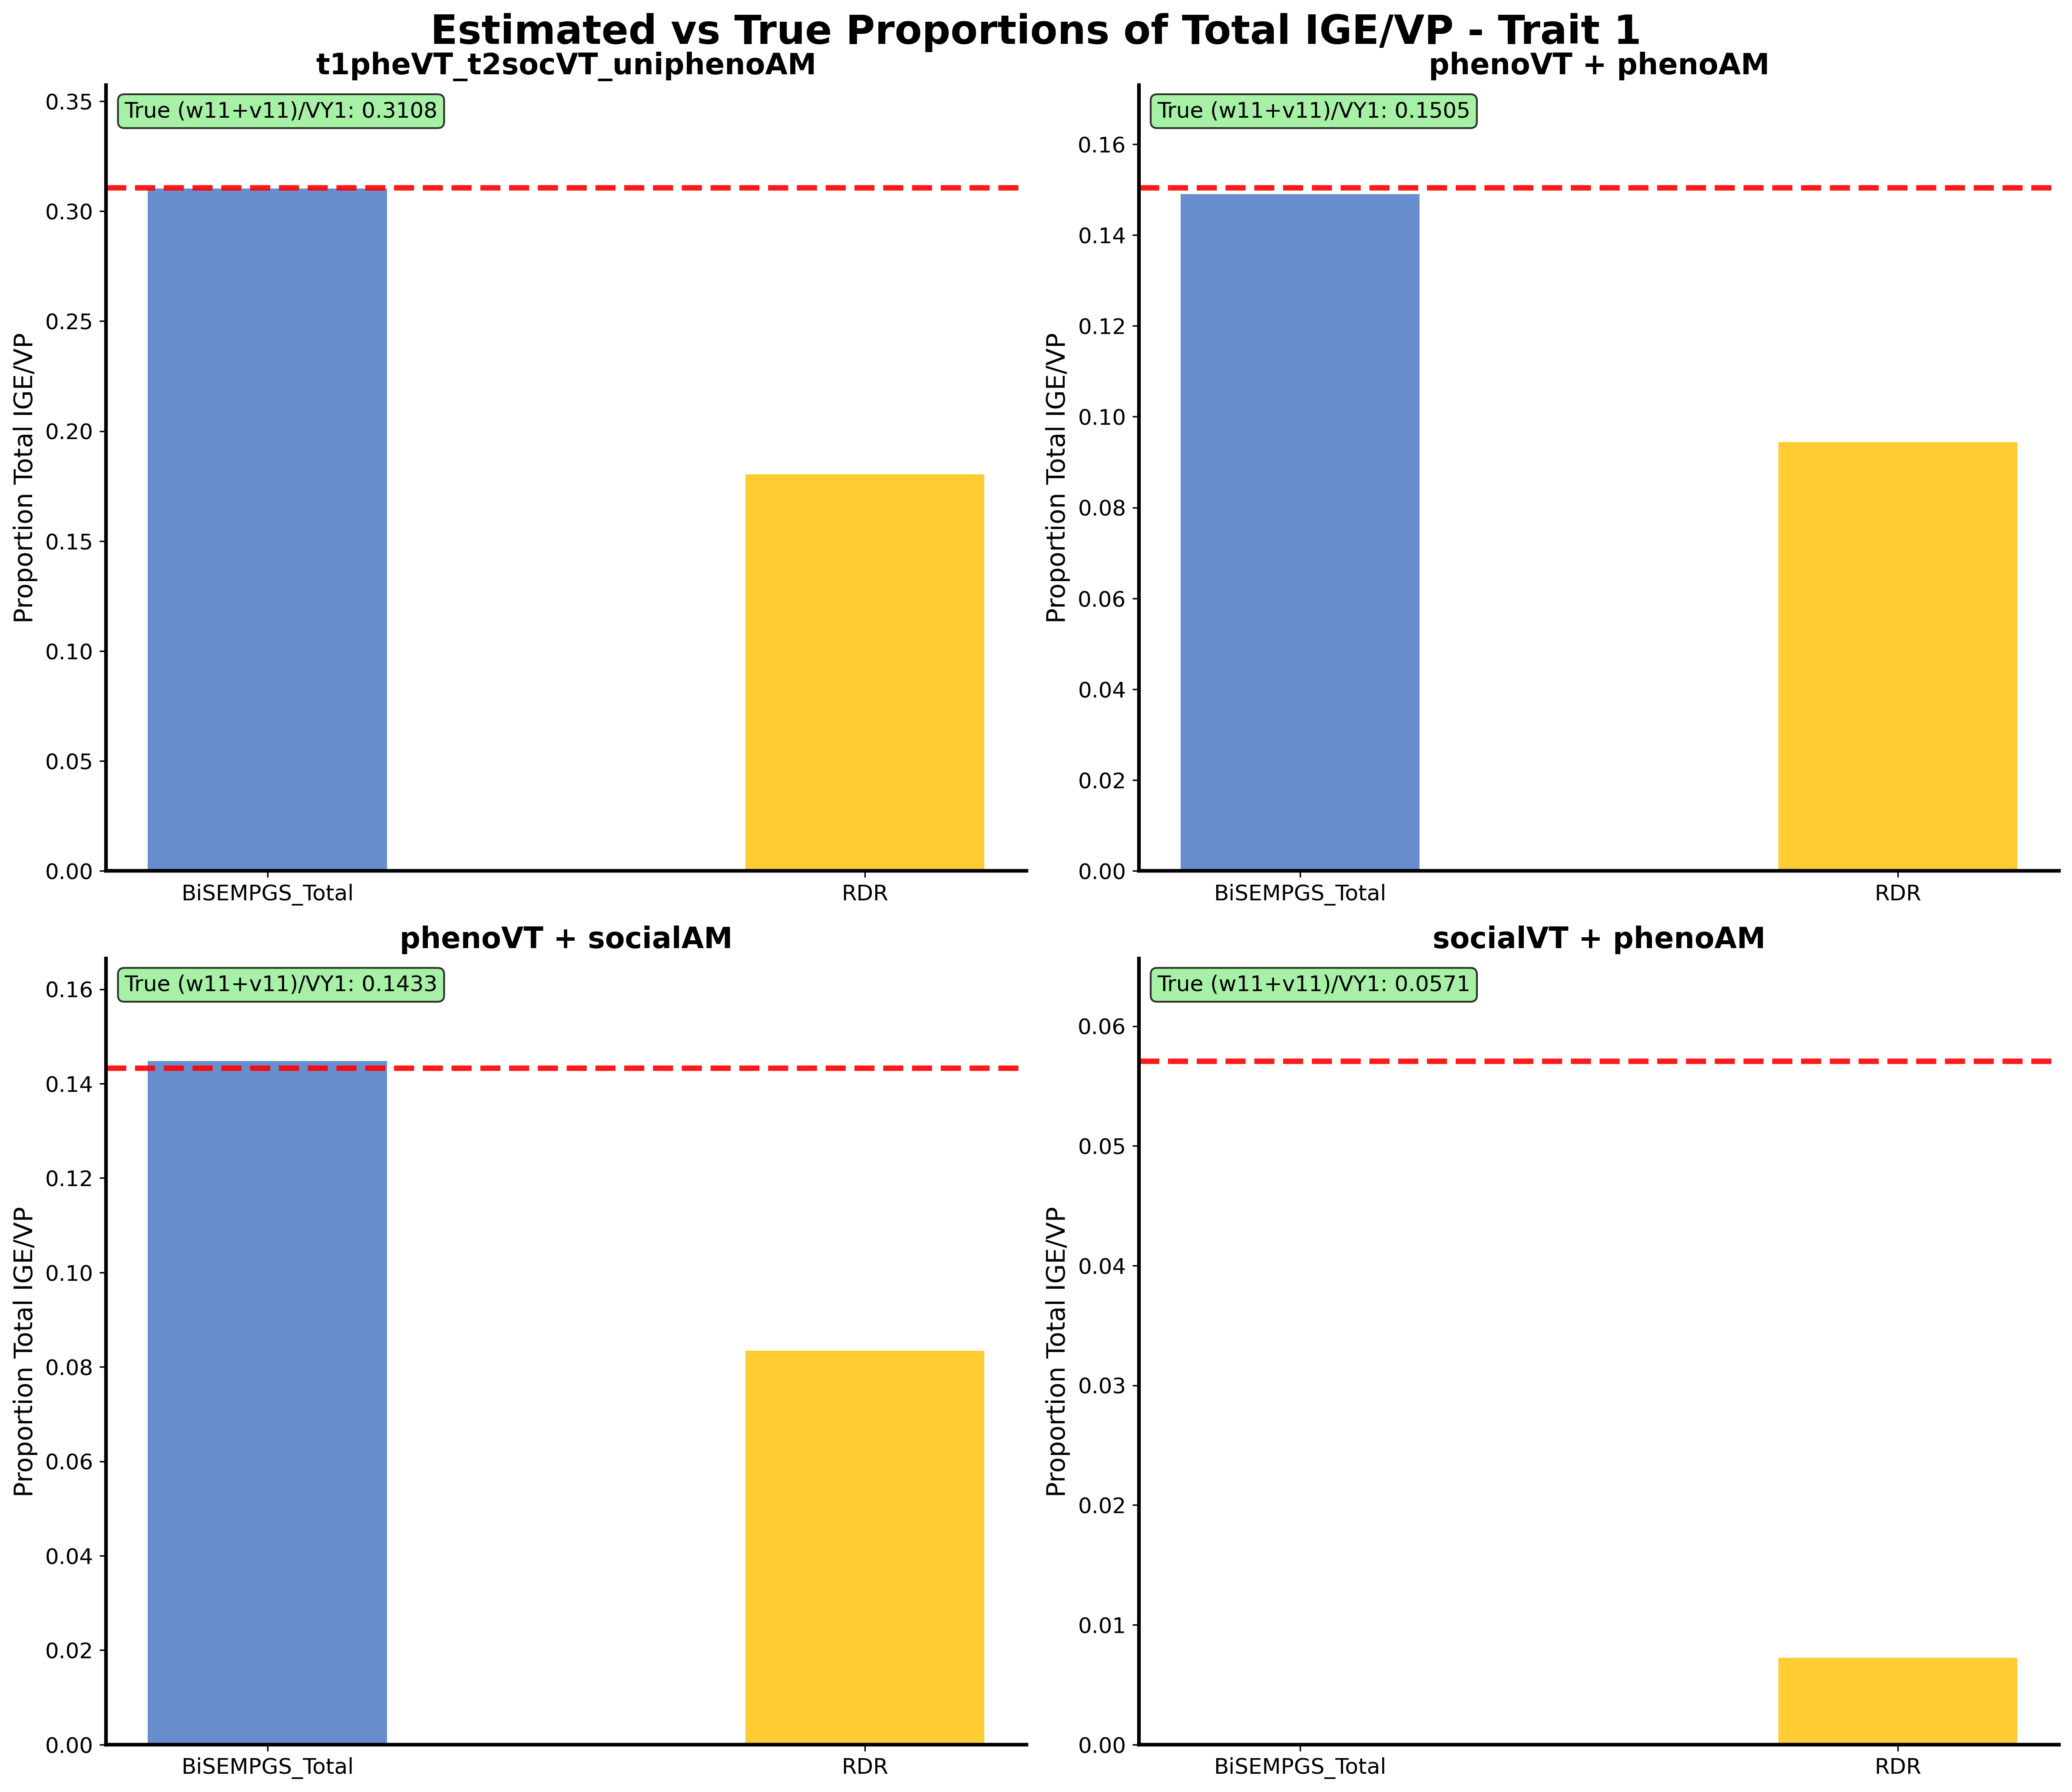 Estimated vs True Proportions of Total IGE/VP - Trait 1
t1pheVT_t2socVT_uniphenoAM
True (w11+v11)/VY1: 0.3108
Proportion Total IGE/VP
0.35
0.30
0.25
0.20
0.15
0.10
0.05
0.00
BiSEMPGS_Total
RDR
phenoVT + phenoAM
True (w11+v11)/VY1: 0.1505
Proportion Total IGE/VP
0.16
0.14
0.12
0.10
0.08
0.06
0.04
0.02
0.00
BiSEMPGS_Total
RDR
phenoVT + socialAM
True (w11+v11)/VY1: 0.1433
Proportion Total IGE/VP
0.16
0.14
0.12
0.10
0.08
0.06
0.04
0.02
0.00
BiSEMPGS_Total
RDR
socialVT + phenoAM
True (w11+v11)/VY1: 0.0571
Proportion Total IGE/VP
0.06
0.05
0.04
0.03
0.02
0.01
0.00
BiSEMPGS_Total
RDR